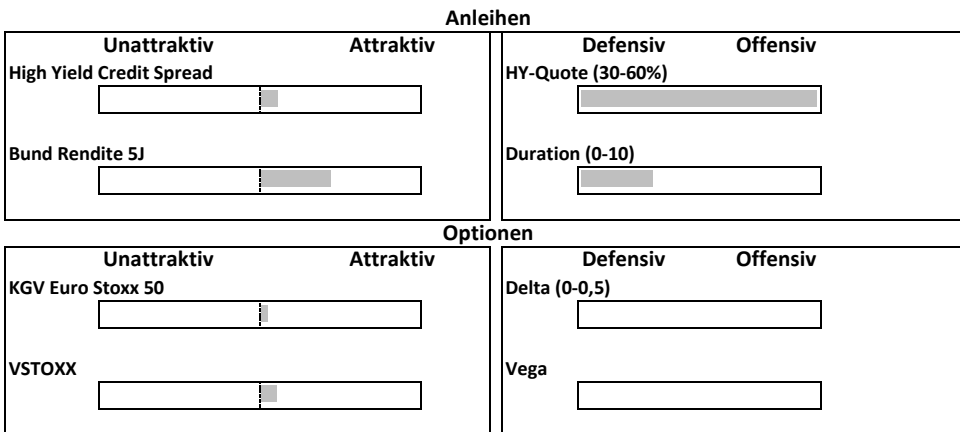 Anleihen
Unattraktiv Attraktiv Defensiv Offensiv
High Yield Credit Spread HY-Quote (30-60%)
Bund Rendite 5J Duration (0-10)
Optionen
Unattraktiv Attraktiv Defensiv Offensiv
KGV Euro Stoxx 50 Delta (0-0,5)
VSTOXX Vega